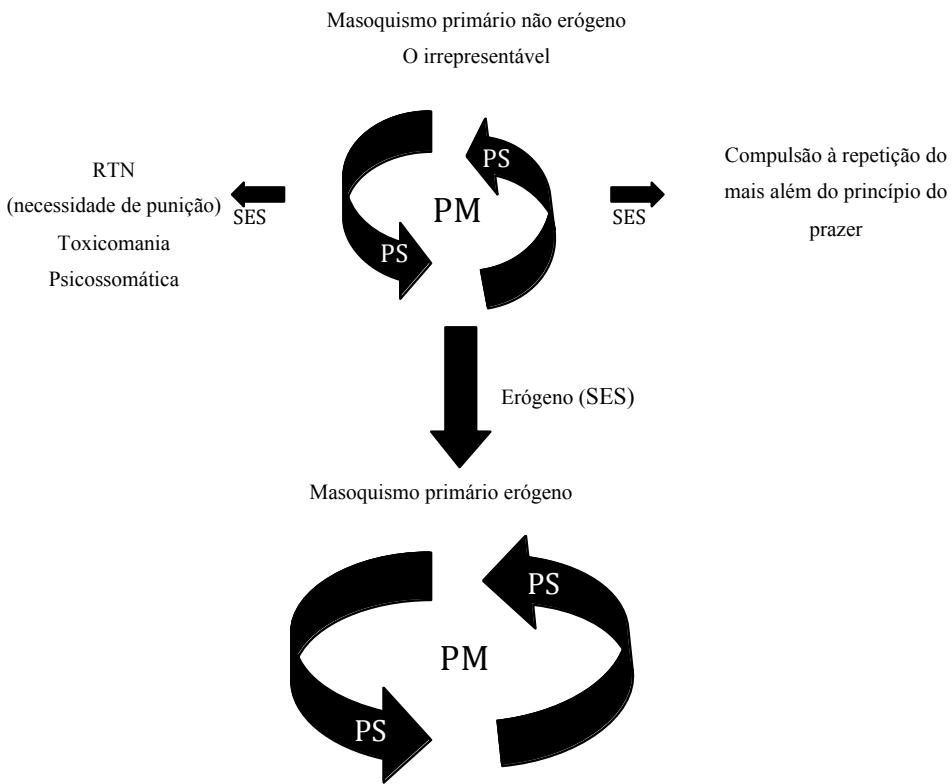 Masoquismo primário não erógeno
O irrepresentável
RTN
(necessidade de punição)
Toxicomania
Psicossomática
SES
PS
PM
PS
SES
Compulsão à repetição do
mais além do princípio do
prazer
Erógeno (SES)
Masoquismo primário erógeno
PS
PM
PS